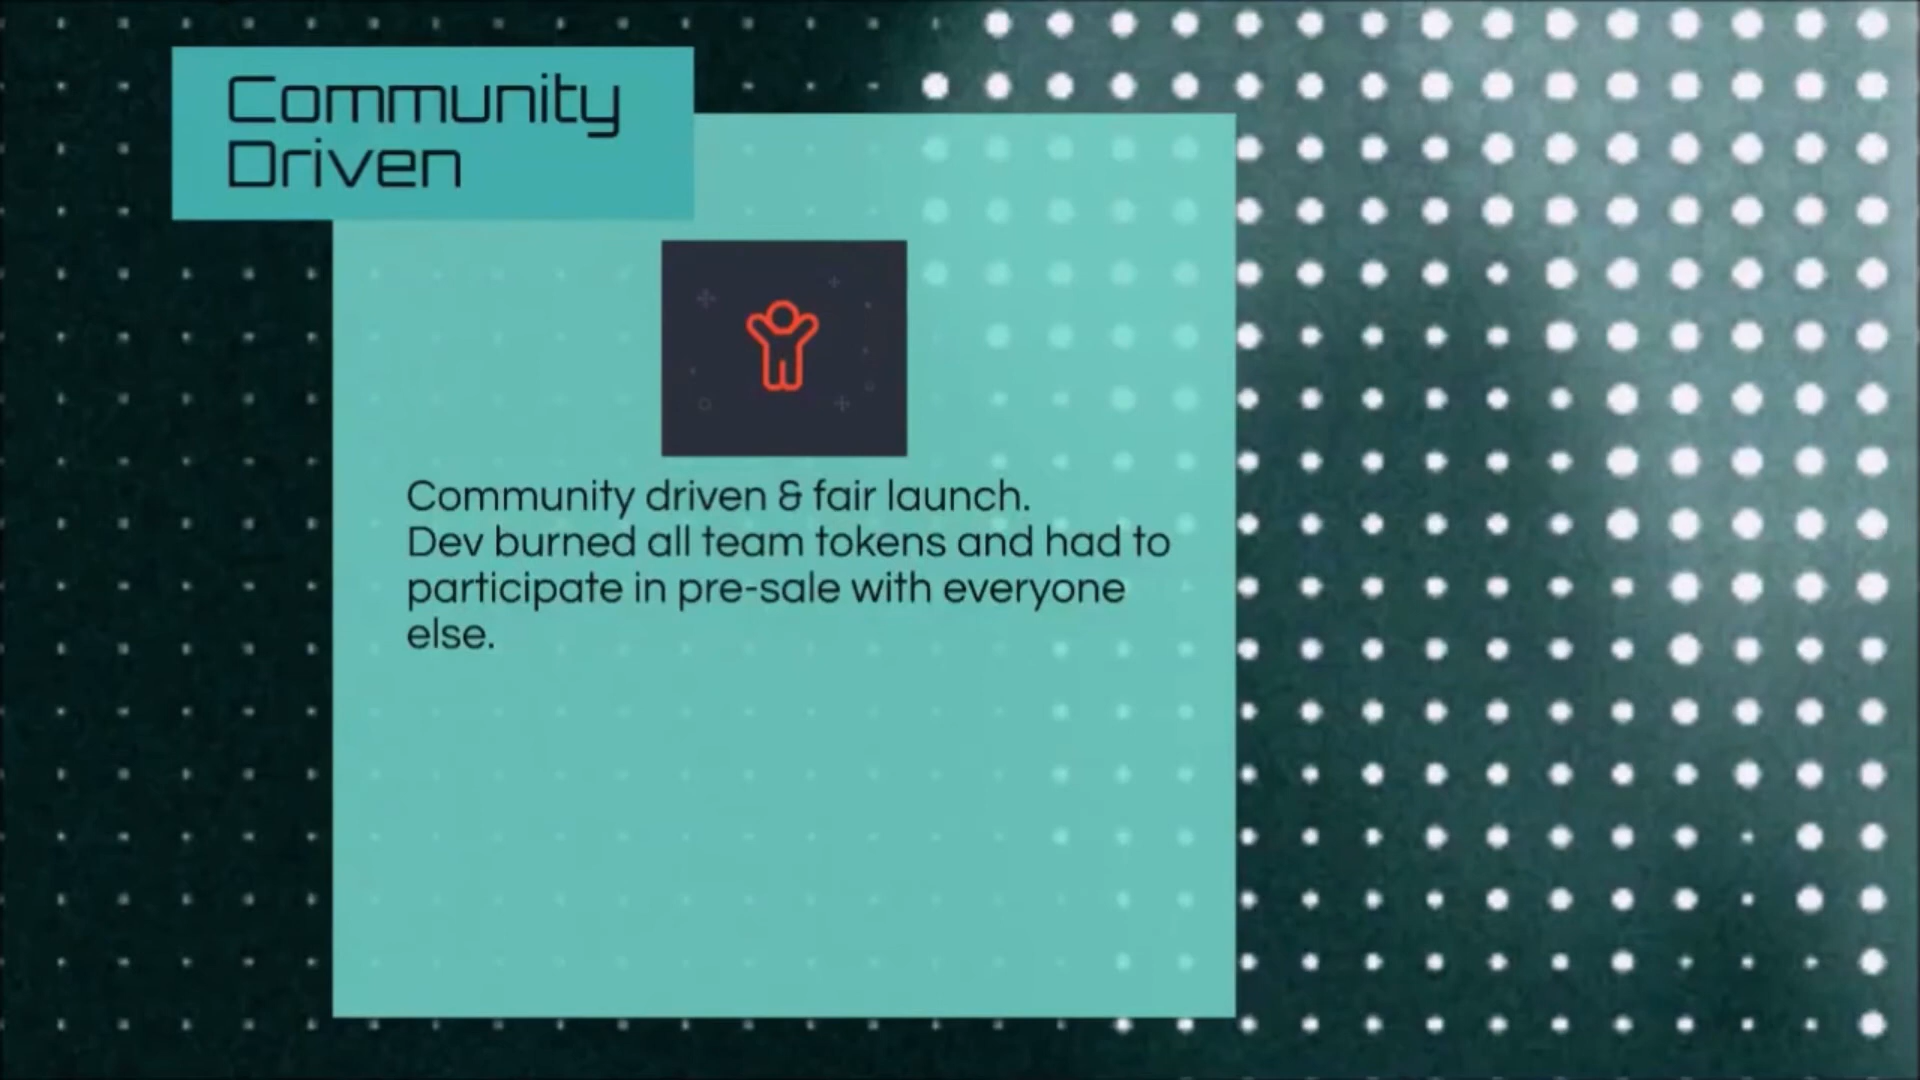 Community
Driven
Community driven & fair launch.
Dev burned all team tokens and had to
participate in pre-sale with everyone
else.